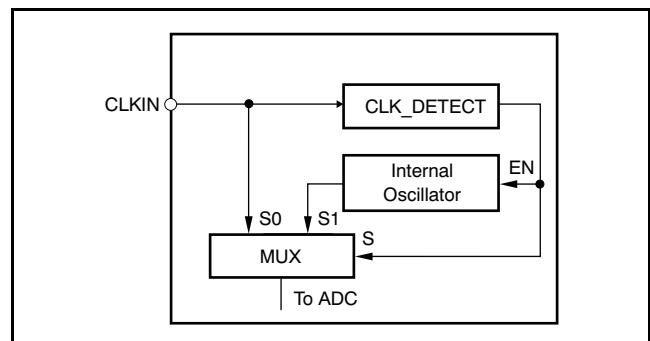 CLKIN
CLK_DETECT
Internal
Oscillator
EN
S0
S1
S
MUX
To ADC